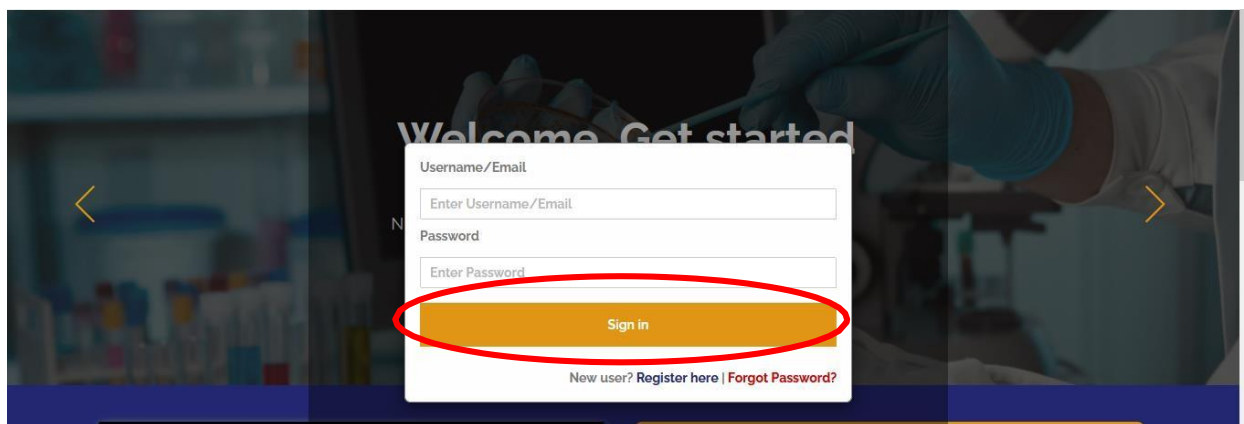 Welcome. Get started
Username/Email
Enter Username/Email
N
Password
Enter Password
Sign in
New user? Register here | Forgot Password?